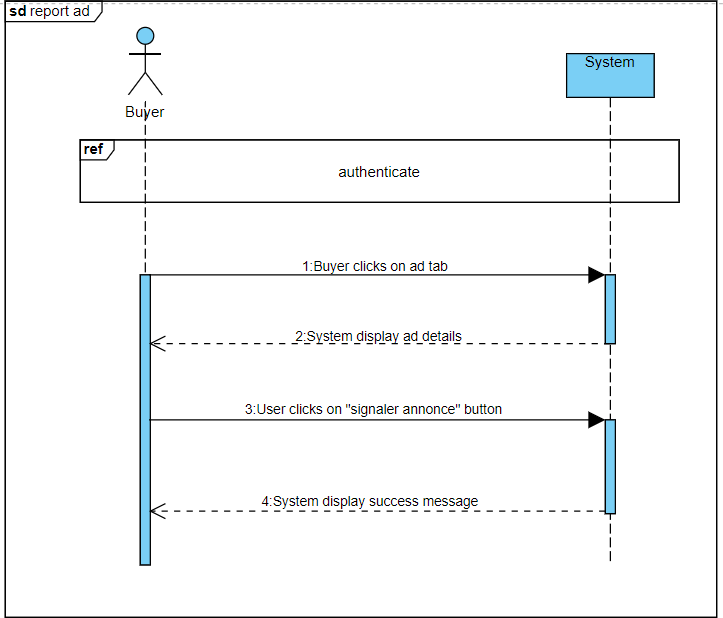 sd report ad
System
Buyer
ref
authenticate
1:Buyer clicks on ad tab
2:System display ad details
3:User clicks on "signaler annonce" button
4:System display success message